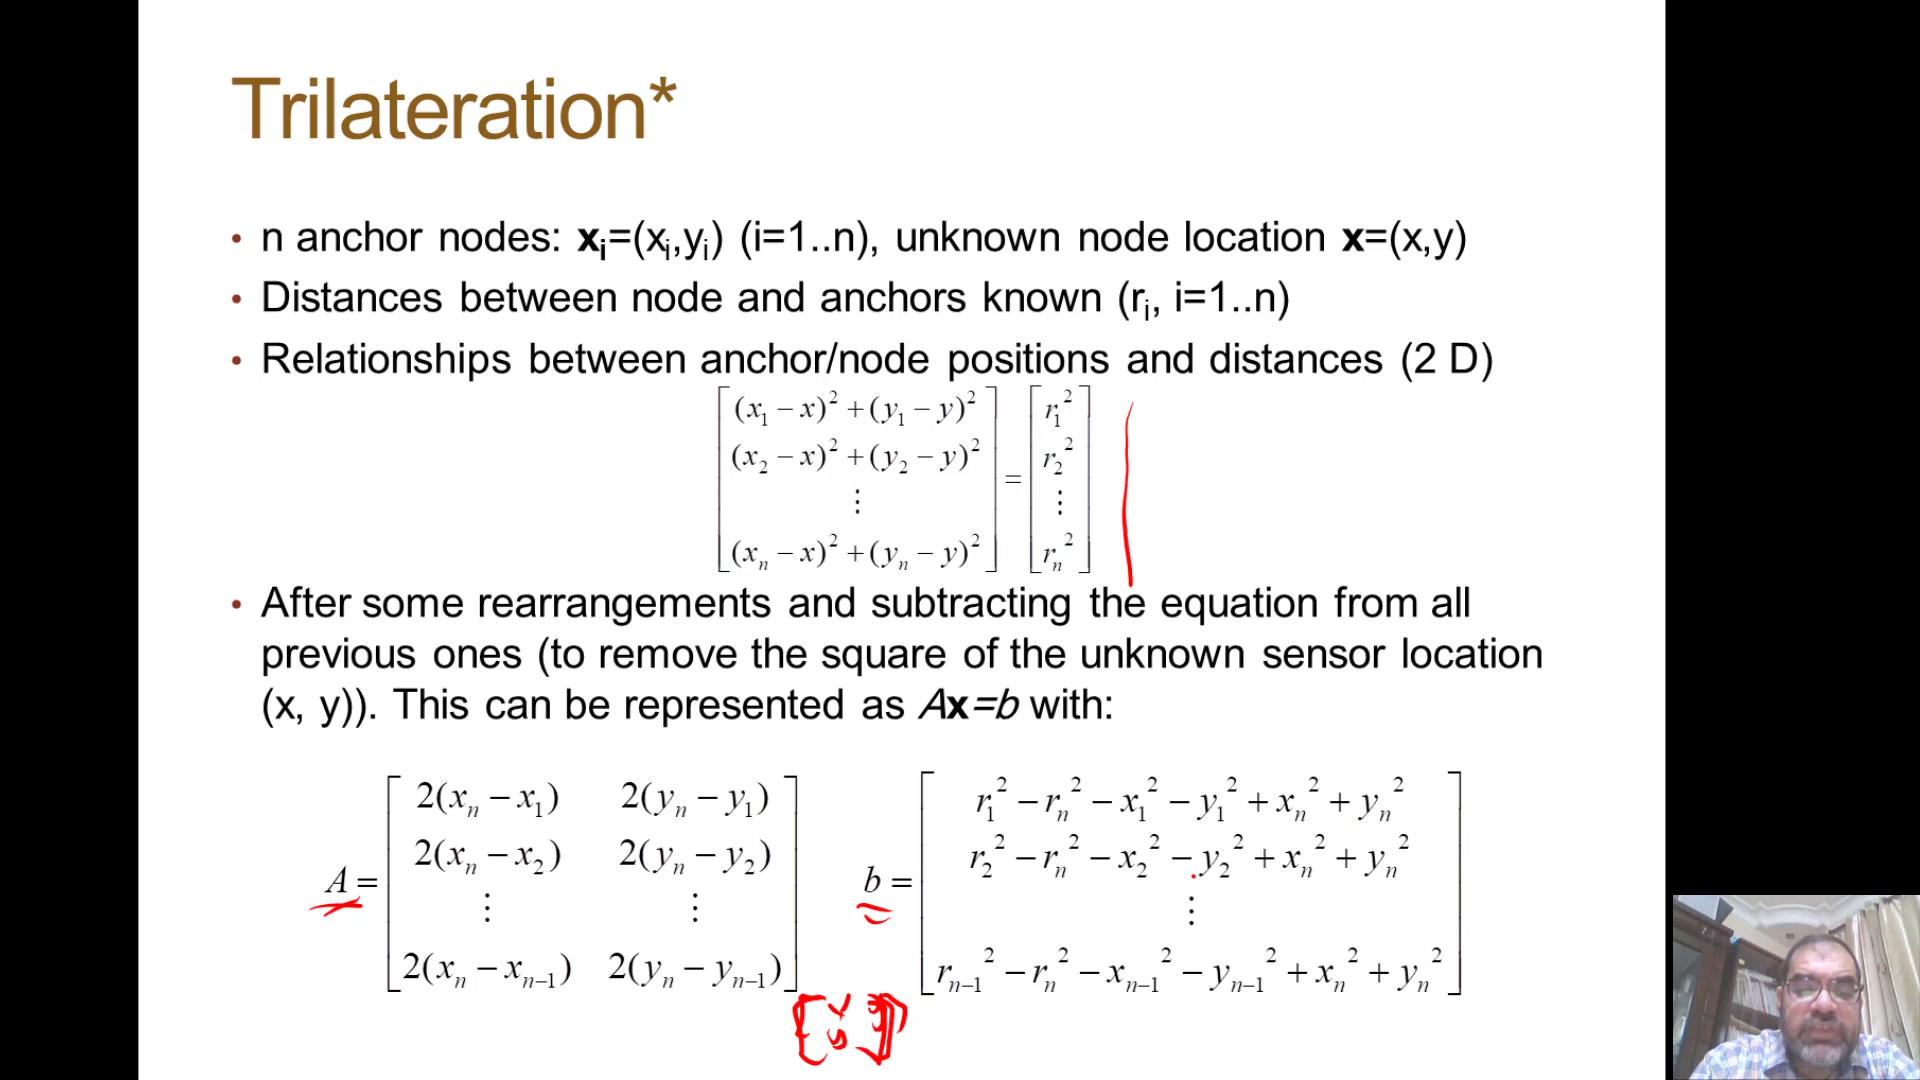 Trilateration*
• n anchor nodes: xᵢ=(xᵢ,yᵢ) (i=1..n), unknown node location x=(x,y)
• Distances between node and anchors known (rᵢ, i=1..n)
• Relationships between anchor/node positions and distances (2 D)
[(x₁ − x)² + (y₁ − y)²] [r₁²]
[(x₂ − x)² + (y₂ − y)²] [r₂²]
⋮ = ⋮
[(xₙ − x)² + (yₙ − y)²] [rₙ²]
• After some rearrangements and subtracting the equation from all
previous ones (to remove the square of the unknown sensor location
(x, y)). This can be represented as Ax=b with:
A = [2(xₙ − x₁) 2(yₙ − y₁)
2(xₙ − x₂) 2(yₙ − y₂)
⋮ ⋮
2(xₙ − xₙ₋₁) 2(yₙ − yₙ₋₁)]
b = [r₁² − rₙ² − x₁² − y₁² + xₙ² + yₙ²
r₂² − rₙ² − x₂² − y₂² + xₙ² + yₙ²
⋮
rₙ₋₁² − rₙ² − xₙ₋₁² − yₙ₋₁² + xₙ² + yₙ²]
[x
y]